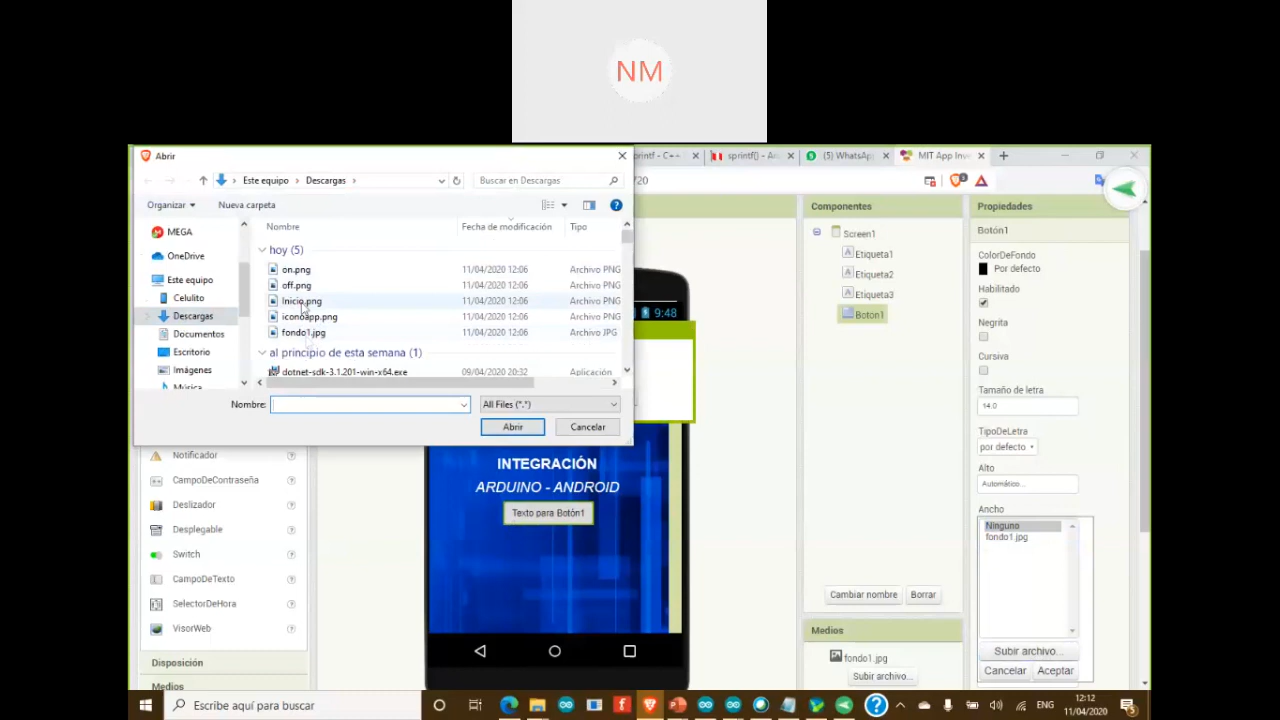 NM
Abrir
printf - C++
sprintf() - Ar
(5) WhatsApp
MIT App Inve
Este equipo > Descargas >
Buscar en Descargas
20
Organizar
Nueva carpeta
Componentes
Propiedades
Nombre
Fecha de modificación
Tipo
MEGA
OneDrive
Este equipo
Celulito
Descargas
Documentos
Escritorio
Imágenes
Música
hoy (5)
on.png 11/04/2020 12:06 Archivo PNG
off.png 11/04/2020 12:06 Archivo PNG
Inicio.png 11/04/2020 12:06 Archivo PNG
iconoapp.png 11/04/2020 12:06 Archivo PNG
fondo1.jpg 11/04/2020 12:06 Archivo JPG
al principio de esta semana (1)
dotnet-sdk-3.1.201-win-x64.exe 09/04/2020 20:32 Aplicación
Nombre:
All Files (*.*)
Abrir
Cancelar
9:48
Screen1
Etiqueta1
Etiqueta2
Etiqueta3
Boton1
Botón1
ColorDeFondo
Por defecto
Habilitado
Negrita
Cursiva
Tamaño de letra
14.0
TipoDeLetra
por defecto
Alto
Automático...
Ancho
Ninguno
fondo1.jpg
Subir archivo...
Cancelar
Aceptar
Notificador
CampoDeContraseña
Deslizador
Desplegable
Switch
CampoDeTexto
SelectorDeHora
VisorWeb
Disposición
Medios
INTEGRACIÓN
ARDUINO - ANDROID
Texto para Botón1
Cambiar nombre
Borrar
Medios
fondo1.jpg
Subir archivo...
Escribe aquí para buscar
ENG
12:12
11/04/2020
5